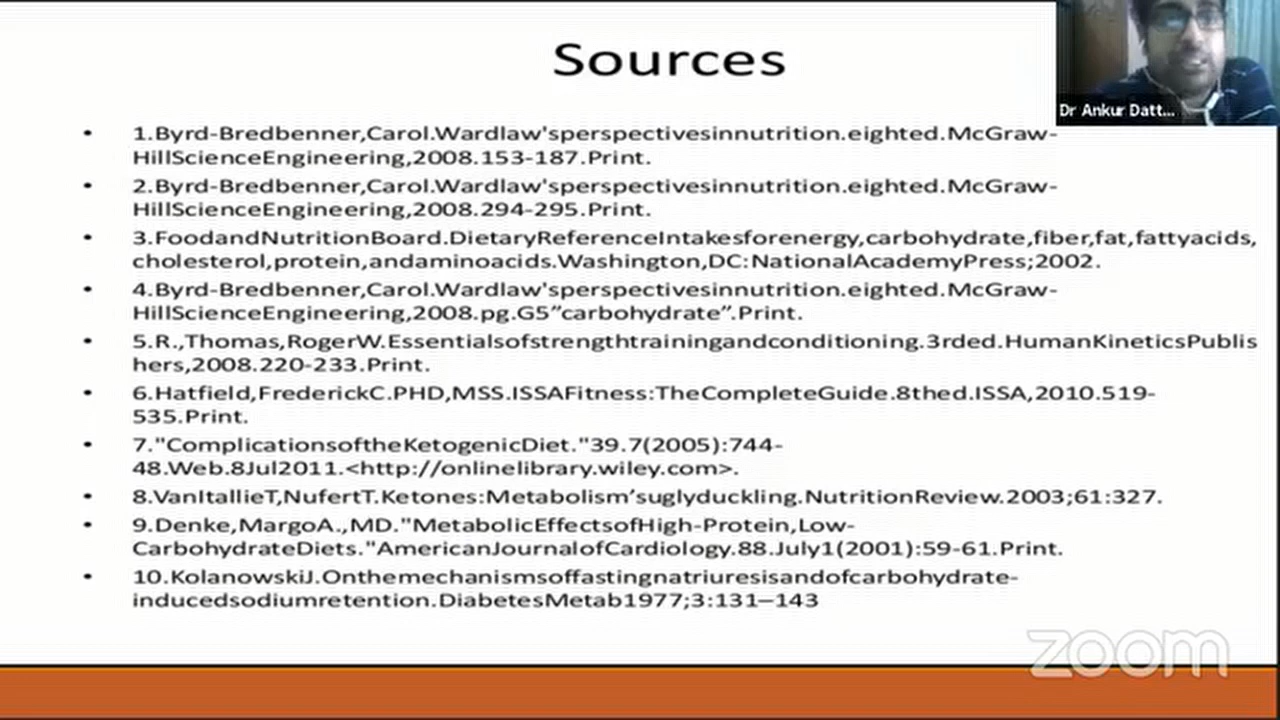 Sources
Dr Ankur Datt...
• 1.Byrd-Bredbenner,Carol.Wardlaw'sperspectivesinnutrition.eighted.McGraw-
HillScienceEngineering,2008.153-187.Print.
• 2.Byrd-Bredbenner,Carol.Wardlaw'sperspectivesinnutrition.eighted.McGraw-
HillScienceEngineering,2008.294-295.Print.
• 3.FoodandNutritionBoard.DietaryReferenceIntakesforenergy,carbohydrate,fiber,fat,fattyacids,
cholesterol,protein,andaminoacids.Washington,DC:NationalAcademyPress;2002.
• 4.Byrd-Bredbenner,Carol.Wardlaw'sperspectivesinnutrition.eighted.McGraw-
HillScienceEngineering,2008.pg.G5”carbohydrate”.Print.
• 5.R.,Thomas,RogerW.Essentialsofstrengthtrainingandconditioning.3rded.HumanKineticsPublis
hers,2008.220-233.Print.
• 6.Hatfield,FrederickC.PHD,MSS.ISSAFitness:TheCompleteGuide.8thed.ISSA,2010.519-
535.Print.
• 7."ComplicationsoftheKetogenicDiet."39.7(2005):744-
48.Web.8Jul2011.<http://onlinelibrary.wiley.com>.
• 8.VanItallieT,NufertT.Ketones:Metabolism’suglyduckling.NutritionReview.2003;61:327.
• 9.Denke,MargoA.,MD."MetabolicEffectsofHigh-Protein,Low-
CarbohydrateDiets."AmericanJournalofCardiology.88.July1(2001):59-61.Print.
• 10.KolanowskiJ.Onthemechanismsoffastingnatriuresisandofcarbohydrate-
inducedsodiumretention.DiabetesMetab1977;3:131–143
zoom